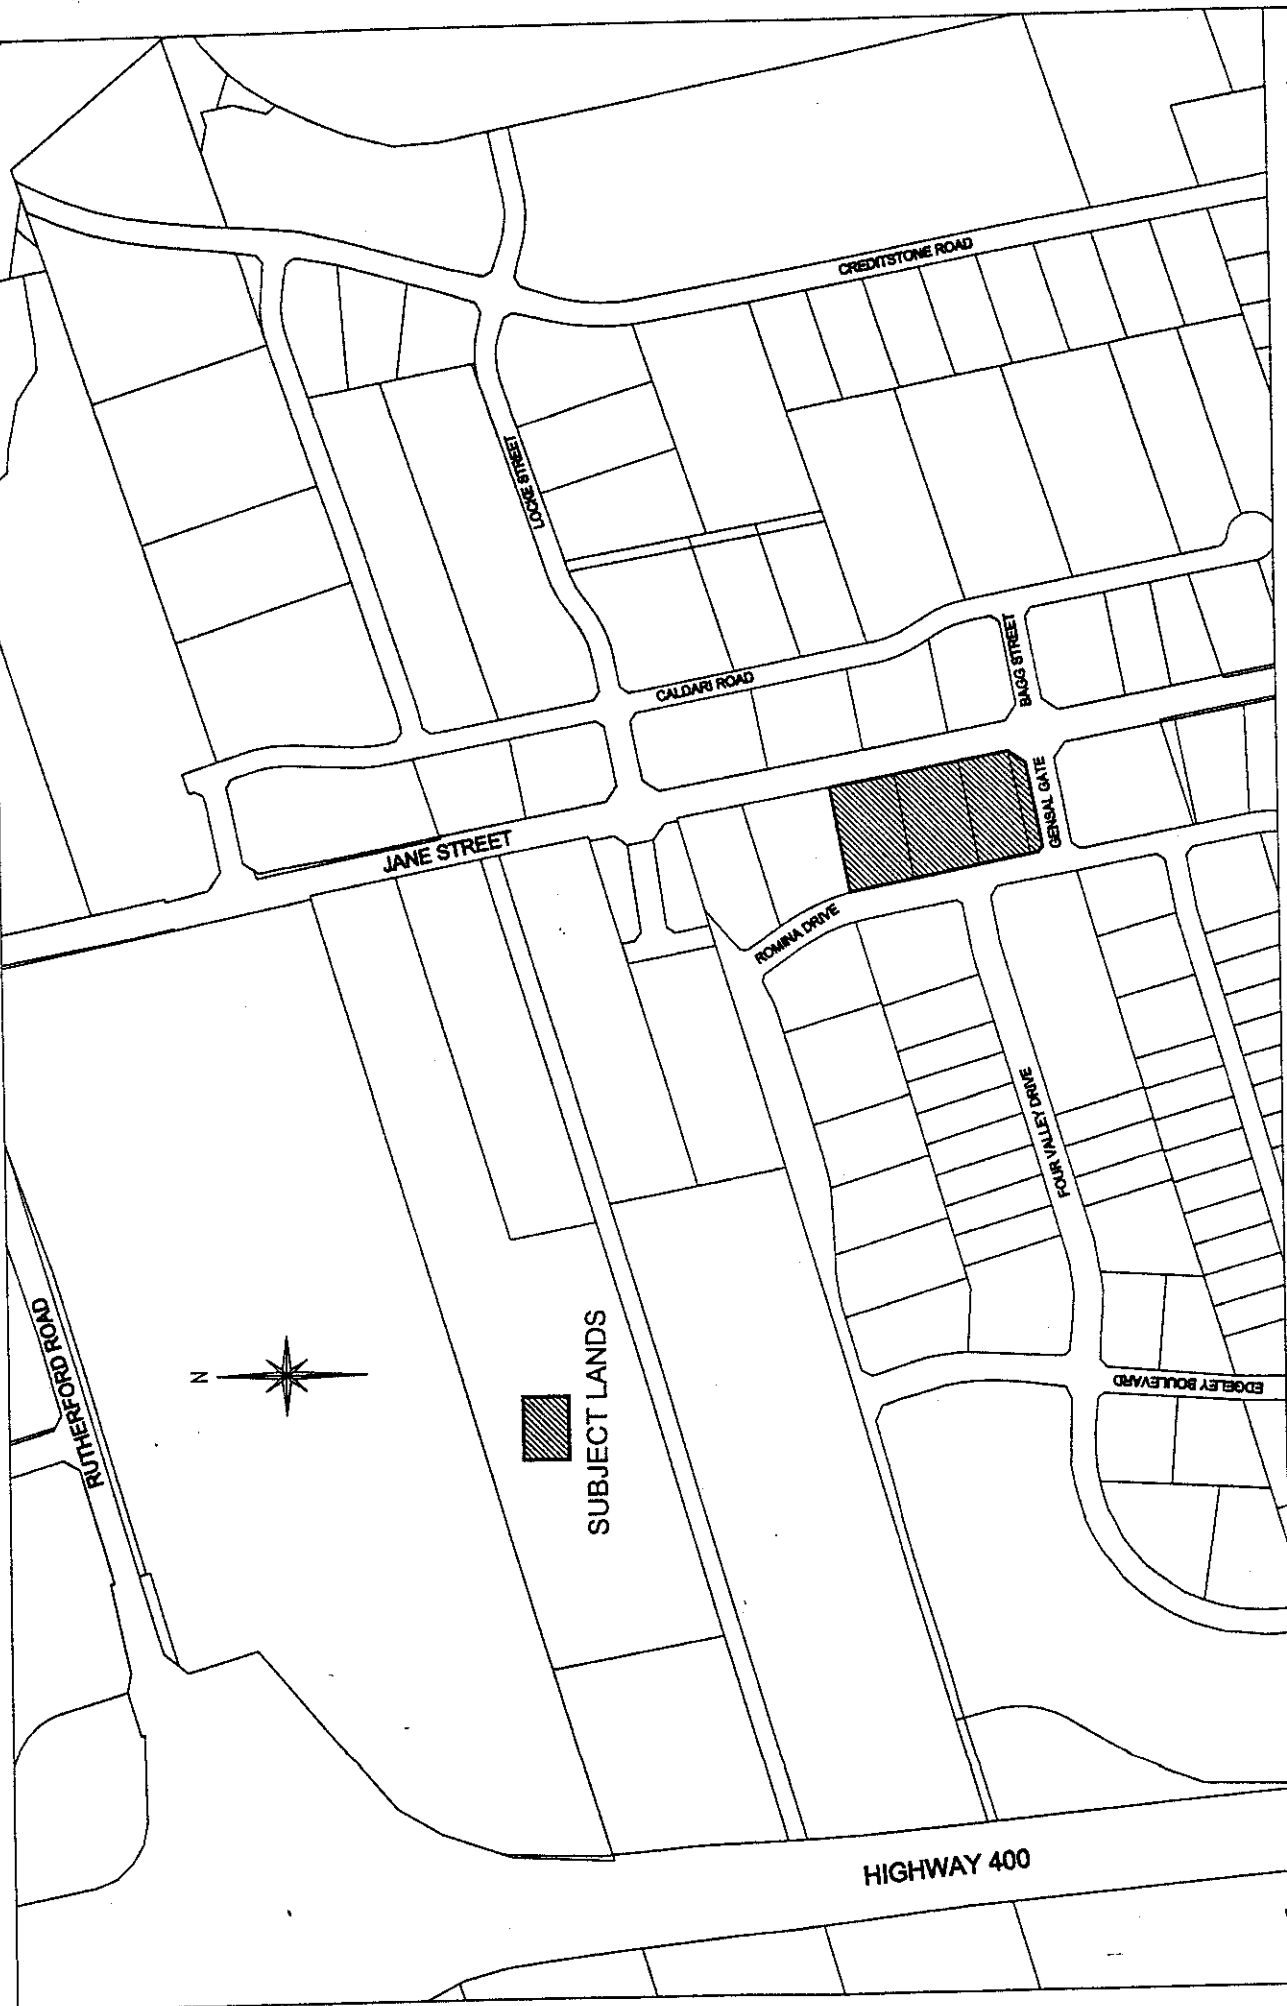 CREDITSTONE ROAD
LOCKE STREET
BAGG STREET
CALDARI ROAD
GENSAL GATE
JANE STREET
ROMINA DRIVE
FOUR VALLEY DRIVE
RUTHERFORD ROAD
N
SUBJECT LANDS
EDGELEY BOULEVARD
HIGHWAY 400